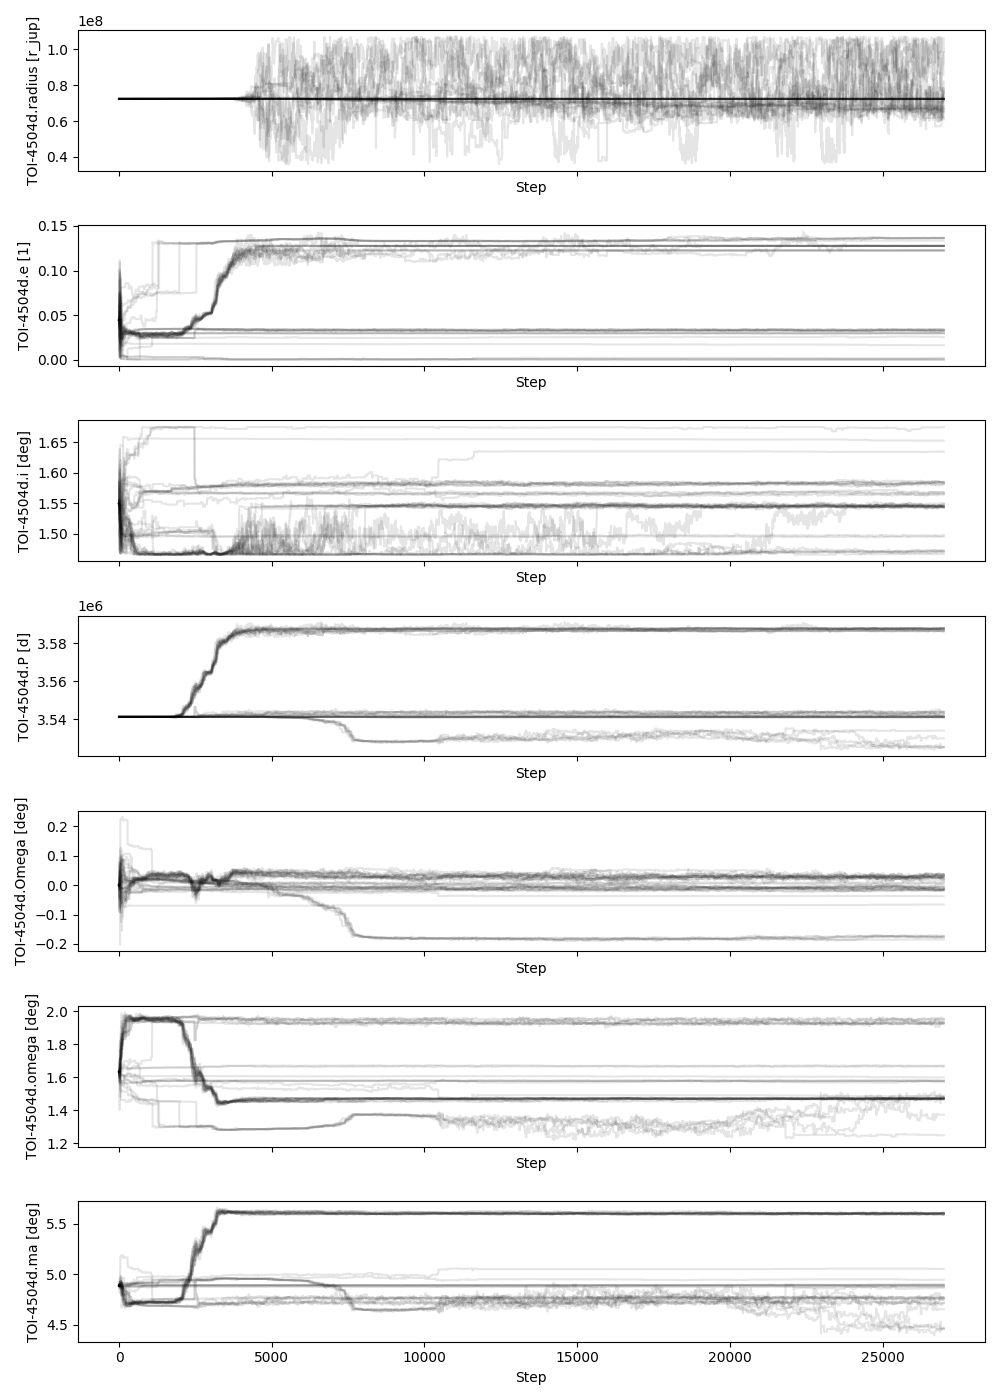 1e8
TOI-4504d.radius [r_jup]
1.0
0.8
0.6
0.4
Step
TOI-4504d.e [1]
0.15
0.10
0.05
0.00
Step
TOI-4504d.i [deg]
1.65
1.60
1.55
1.50
Step
1e6
TOI-4504d.P [d]
3.58
3.56
3.54
Step
TOI-4504d.Omega [deg]
0.2
0.1
0.0
−0.1
−0.2
Step
TOI-4504d.omega [deg]
2.0
1.8
1.6
1.4
1.2
Step
TOI-4504d.ma [deg]
5.5
5.0
4.5
0 5000 10000 15000 20000 25000
Step